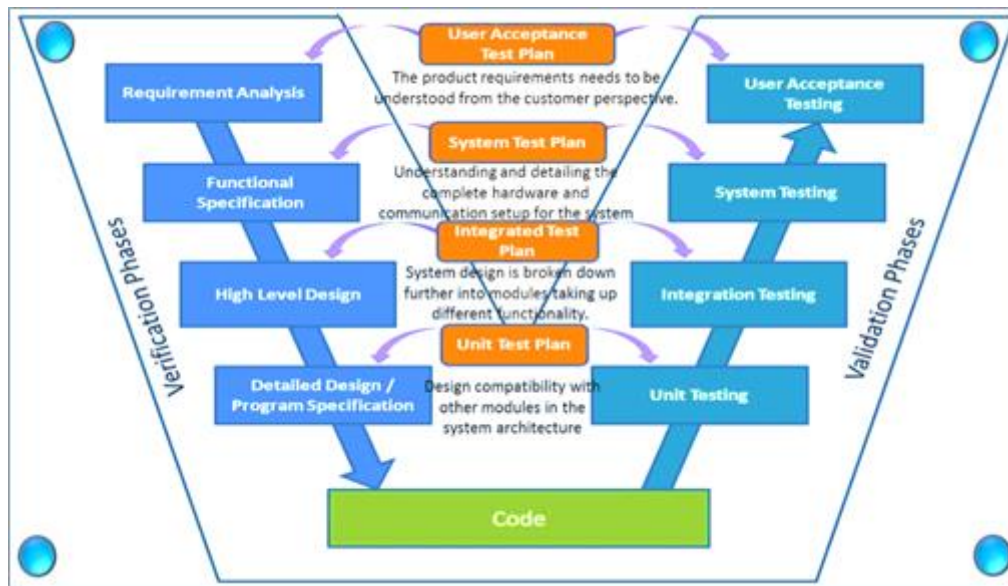 User Acceptance
Test Plan
The product requirements needs to be
understood from the customer perspective.
Requirement Analysis
User Acceptance
Testing
System Test Plan
Understanding and detailing the
complete hardware and
communication setup for the system
Functional
Specification
System Testing
Integrated Test
Plan
System design is broken down
further into modules taking up
different functionality.
High Level Design
Integration Testing
Unit Test Plan
Design compatibility with
other modules in the
system architecture
Detailed Design /
Program Specification
Unit Testing
Code
Verification Phases
Validation Phases